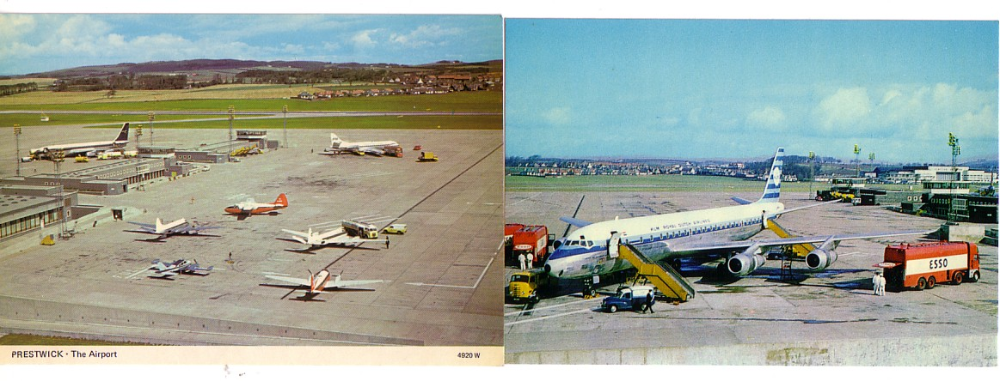 PRESTWICK · The Airport
4920 W
KLM ROYAL DUTCH AIRLINES
ESSO